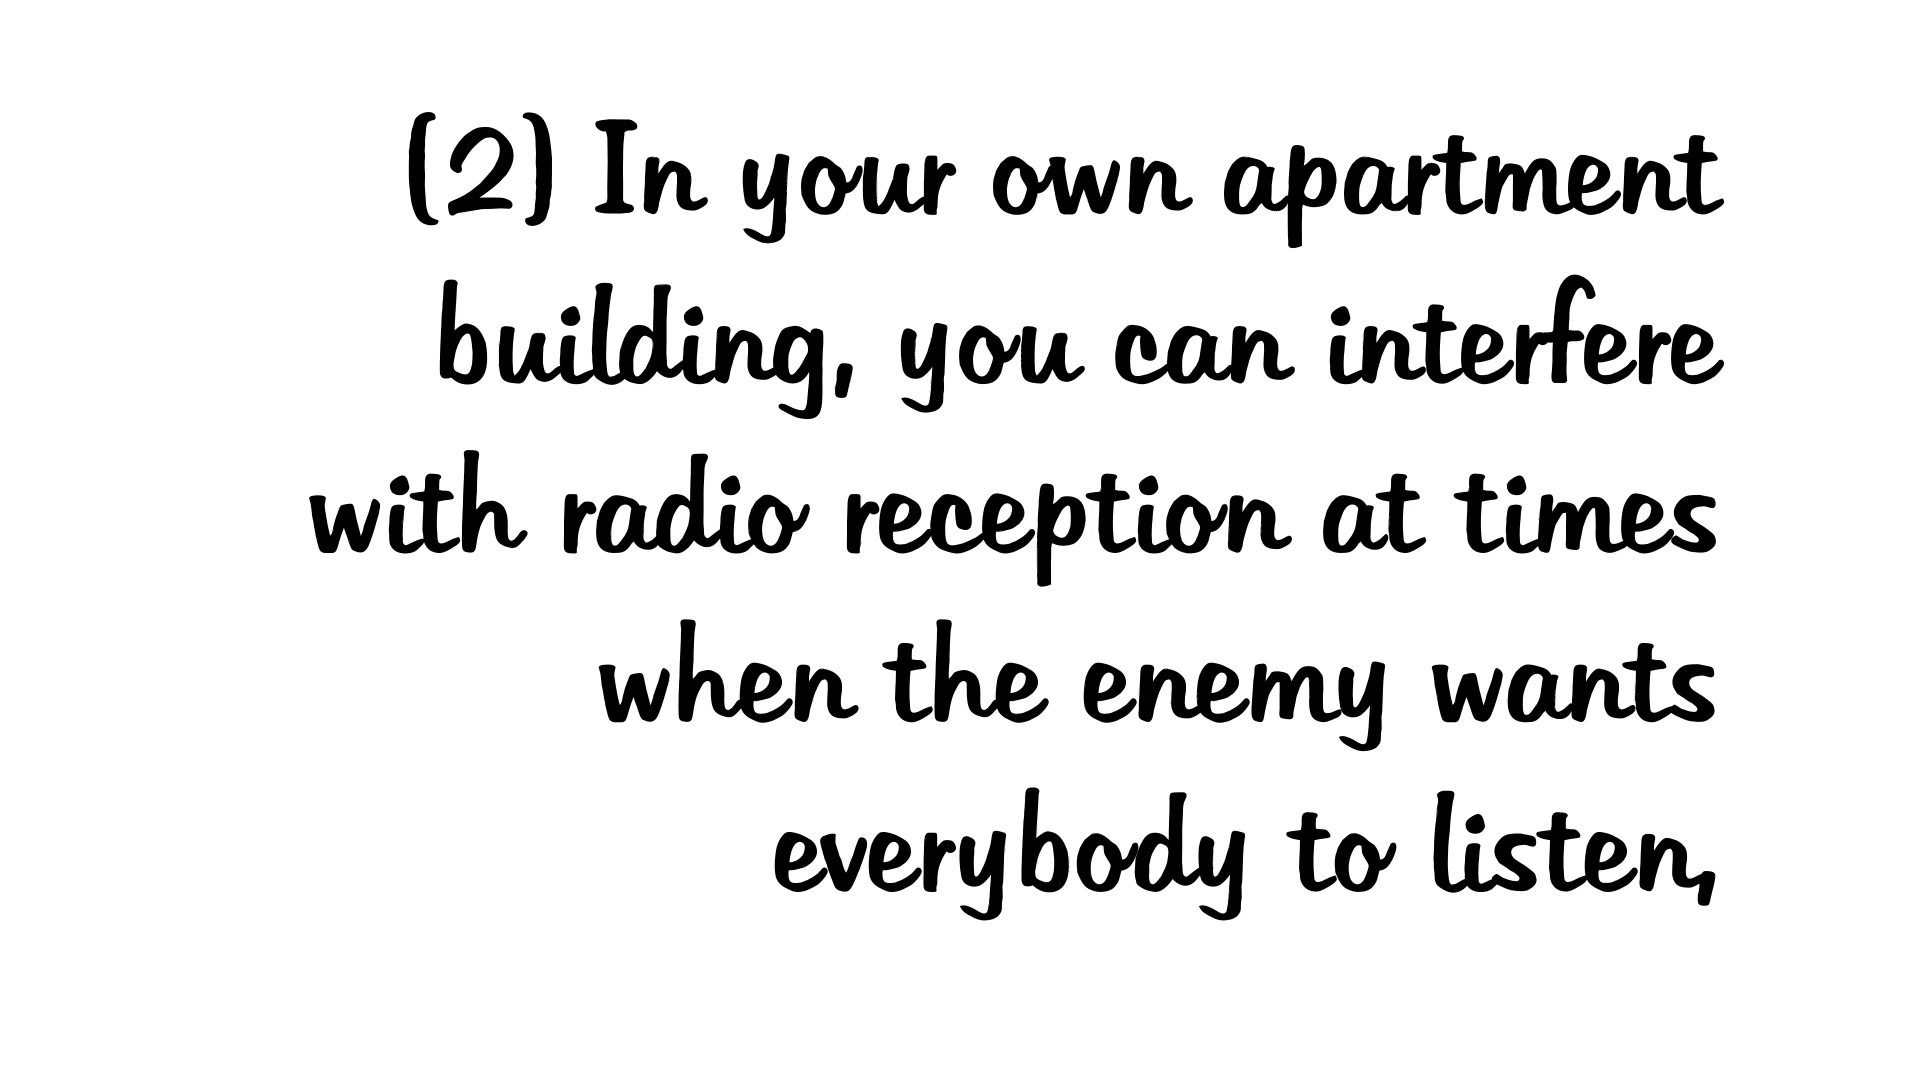 (2) In your own apartment
building, you can interfere
with radio reception at times
when the enemy wants
everybody to listen,